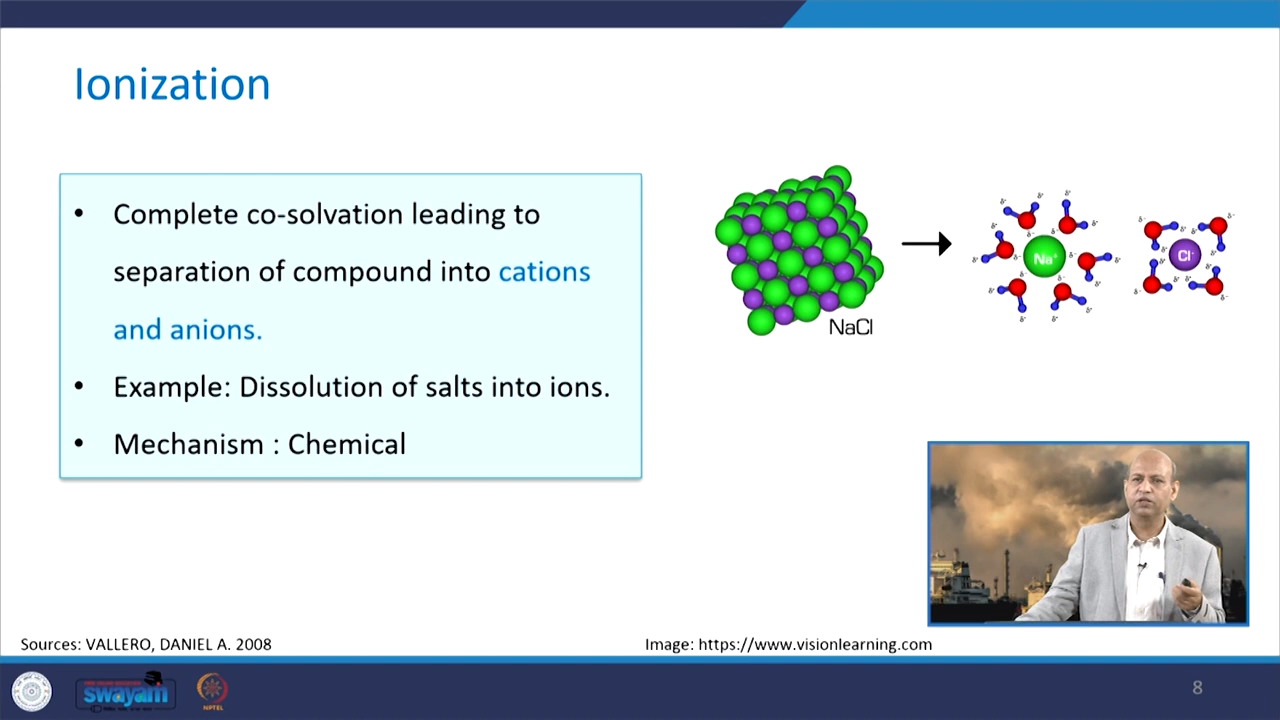 Ionization
• Complete co-solvation leading to
separation of compound into cations
and anions.
• Example: Dissolution of salts into ions.
• Mechanism : Chemical
NaCl
Na⁺
Cl⁻
Sources: VALLERO, DANIEL A. 2008
Image: https://www.visionlearning.com
swayam
NPTEL
8